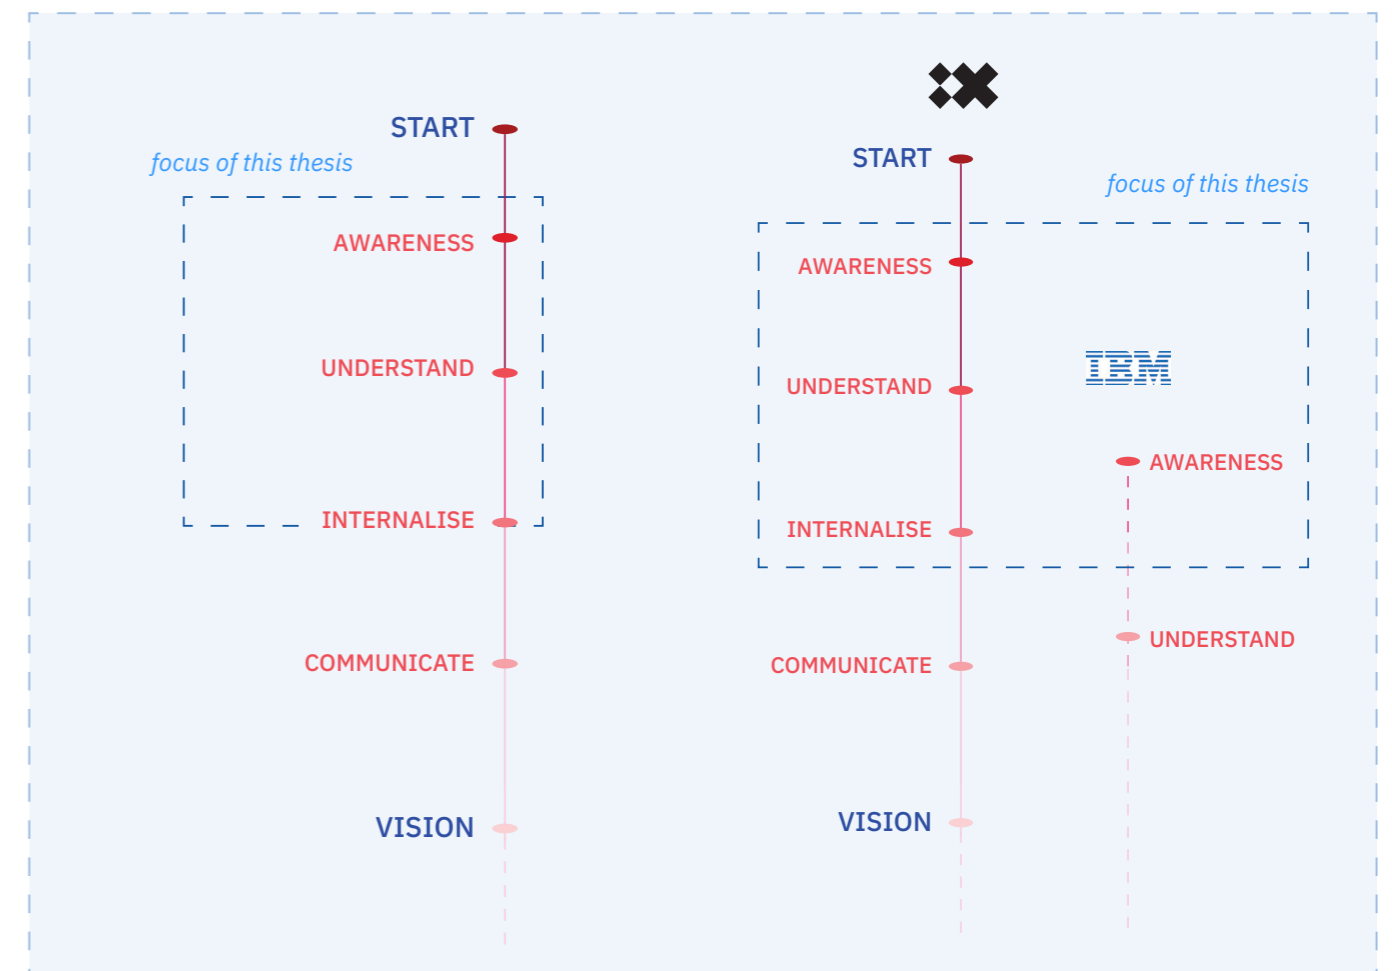 START
focus of this thesis
AWARENESS
UNDERSTAND
INTERNALISE
COMMUNICATE
VISION
START
focus of this thesis
AWARENESS
UNDERSTAND
IBM
AWARENESS
INTERNALISE
UNDERSTAND
COMMUNICATE
VISION